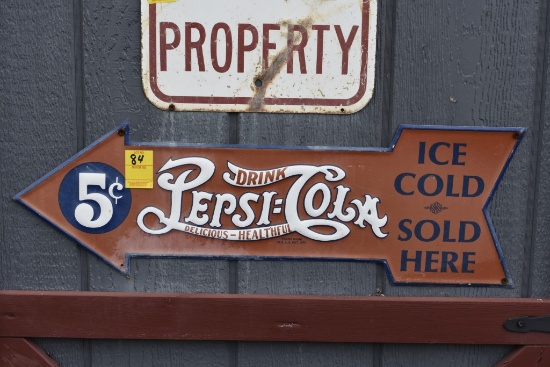 PROPERTY
84
5¢
DRINK
PEPSI=COLA
DELICIOUS–HEALTHFUL
ICE
COLD
SOLD
HERE